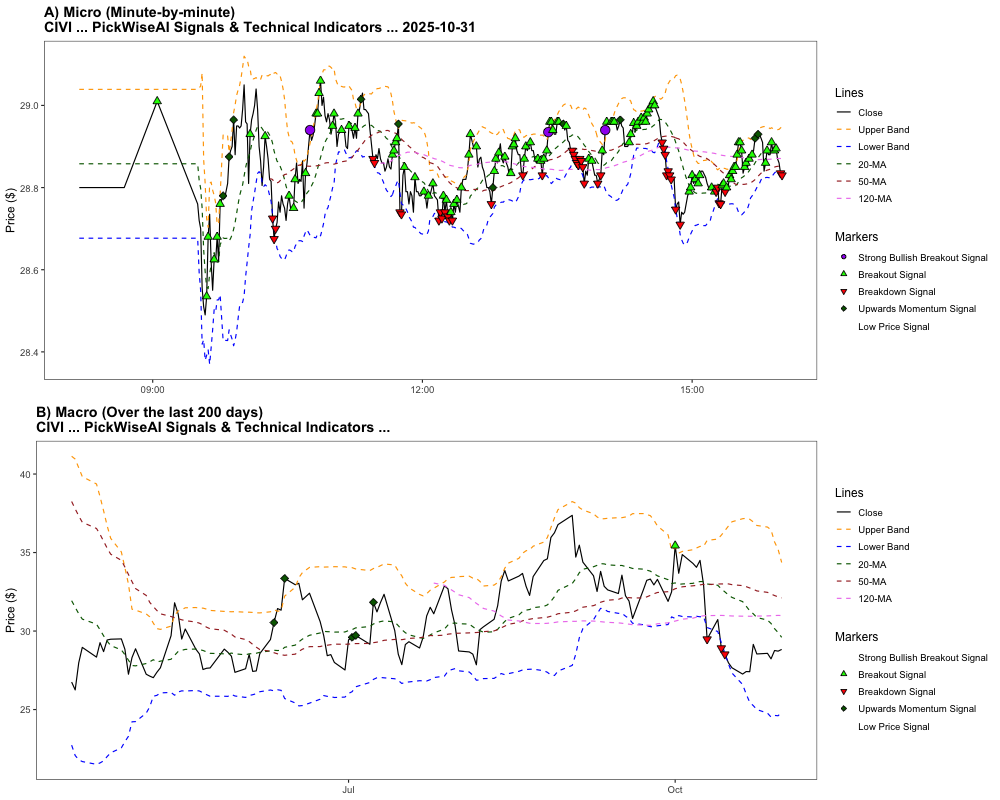 A) Micro (Minute-by-minute)
CIVI ... PickWiseAI Signals & Technical Indicators ... 2025-10-31
Price ($)
29.0
28.8
28.6
28.4
09:00
12:00
15:00
Lines
Close
Upper Band
Lower Band
20-MA
50-MA
120-MA
Markers
Strong Bullish Breakout Signal
Breakout Signal
Breakdown Signal
Upwards Momentum Signal
Low Price Signal
B) Macro (Over the last 200 days)
CIVI ... PickWiseAI Signals & Technical Indicators ...
Price ($)
40
35
30
25
Jul
Oct
Lines
Close
Upper Band
Lower Band
20-MA
50-MA
120-MA
Markers
Strong Bullish Breakout Signal
Breakout Signal
Breakdown Signal
Upwards Momentum Signal
Low Price Signal